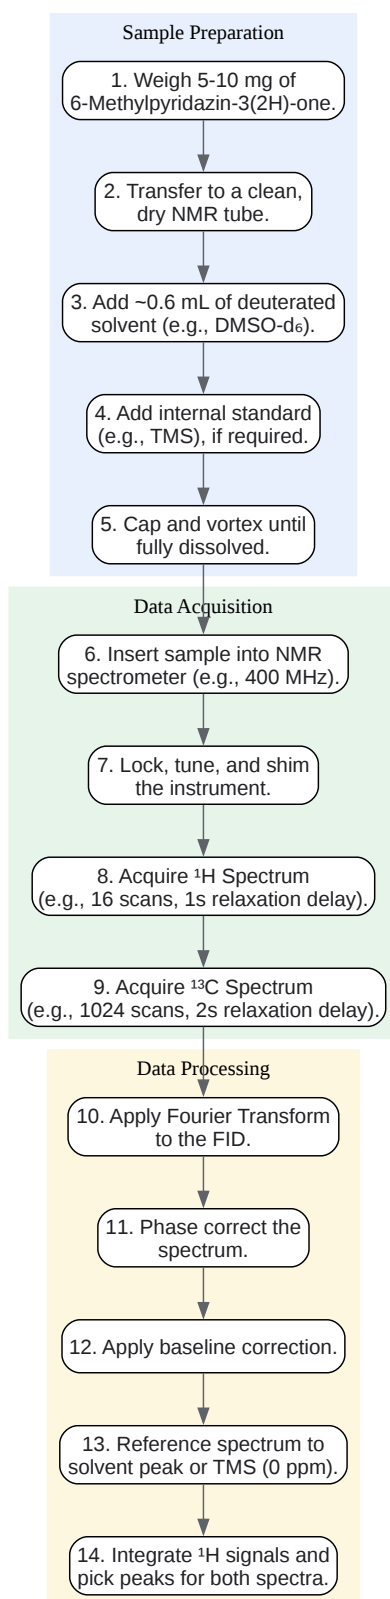 Sample Preparation
1. Weigh 5-10 mg of
6-Methylpyridazin-3(2H)-one.
2. Transfer to a clean,
dry NMR tube.
3. Add ~0.6 mL of deuterated
solvent (e.g., DMSO-d₆).
4. Add internal standard
(e.g., TMS), if required.
5. Cap and vortex until
fully dissolved.
Data Acquisition
6. Insert sample into NMR
spectrometer (e.g., 400 MHz).
7. Lock, tune, and shim
the instrument.
8. Acquire ¹H Spectrum
(e.g., 16 scans, 1s relaxation delay).
9. Acquire ¹³C Spectrum
(e.g., 1024 scans, 2s relaxation delay).
Data Processing
10. Apply Fourier Transform
to the FID.
11. Phase correct the
spectrum.
12. Apply baseline correction.
13. Reference spectrum to
solvent peak or TMS (0 ppm).
14. Integrate ¹H signals and
pick peaks for both spectra.